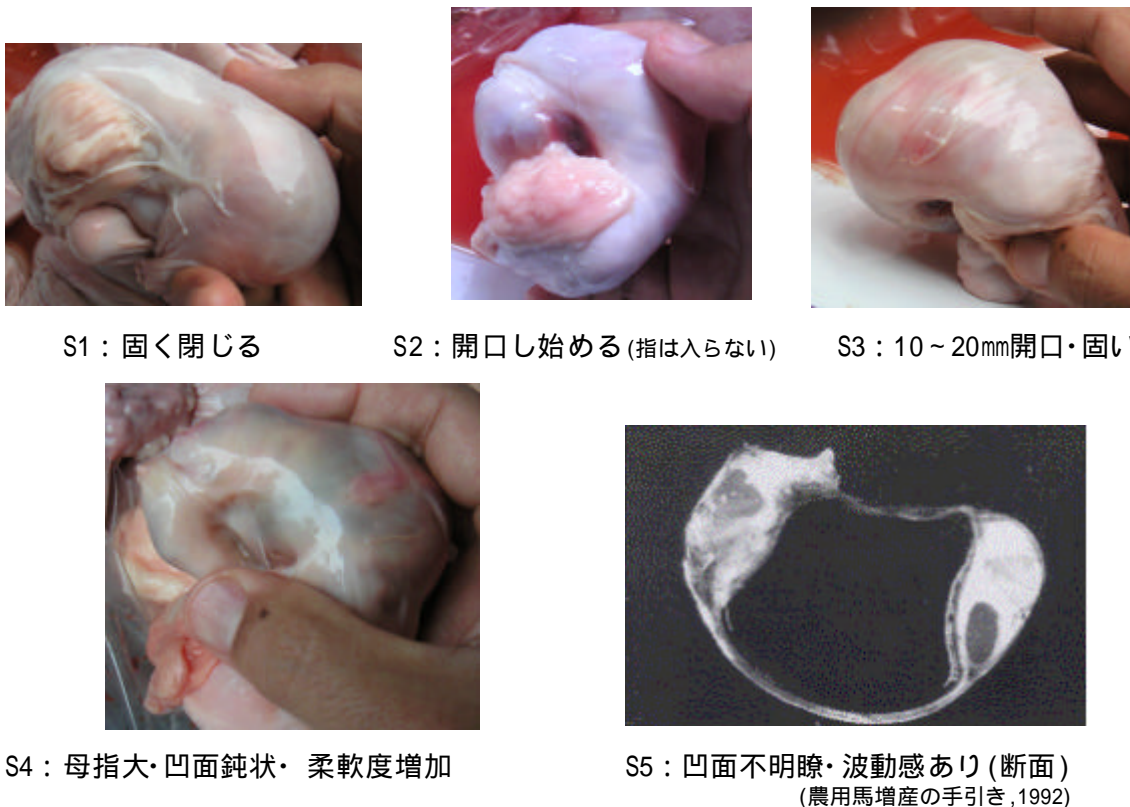 S1：固く閉じる
S2：開口し始める(指は入らない)
S3：10～20㎜開口・固い
S4：母指大・凹面鈍状・ 柔軟度増加
S5：凹面不明瞭・波動感あり(断面)
(農用馬増産の手引き,1992)